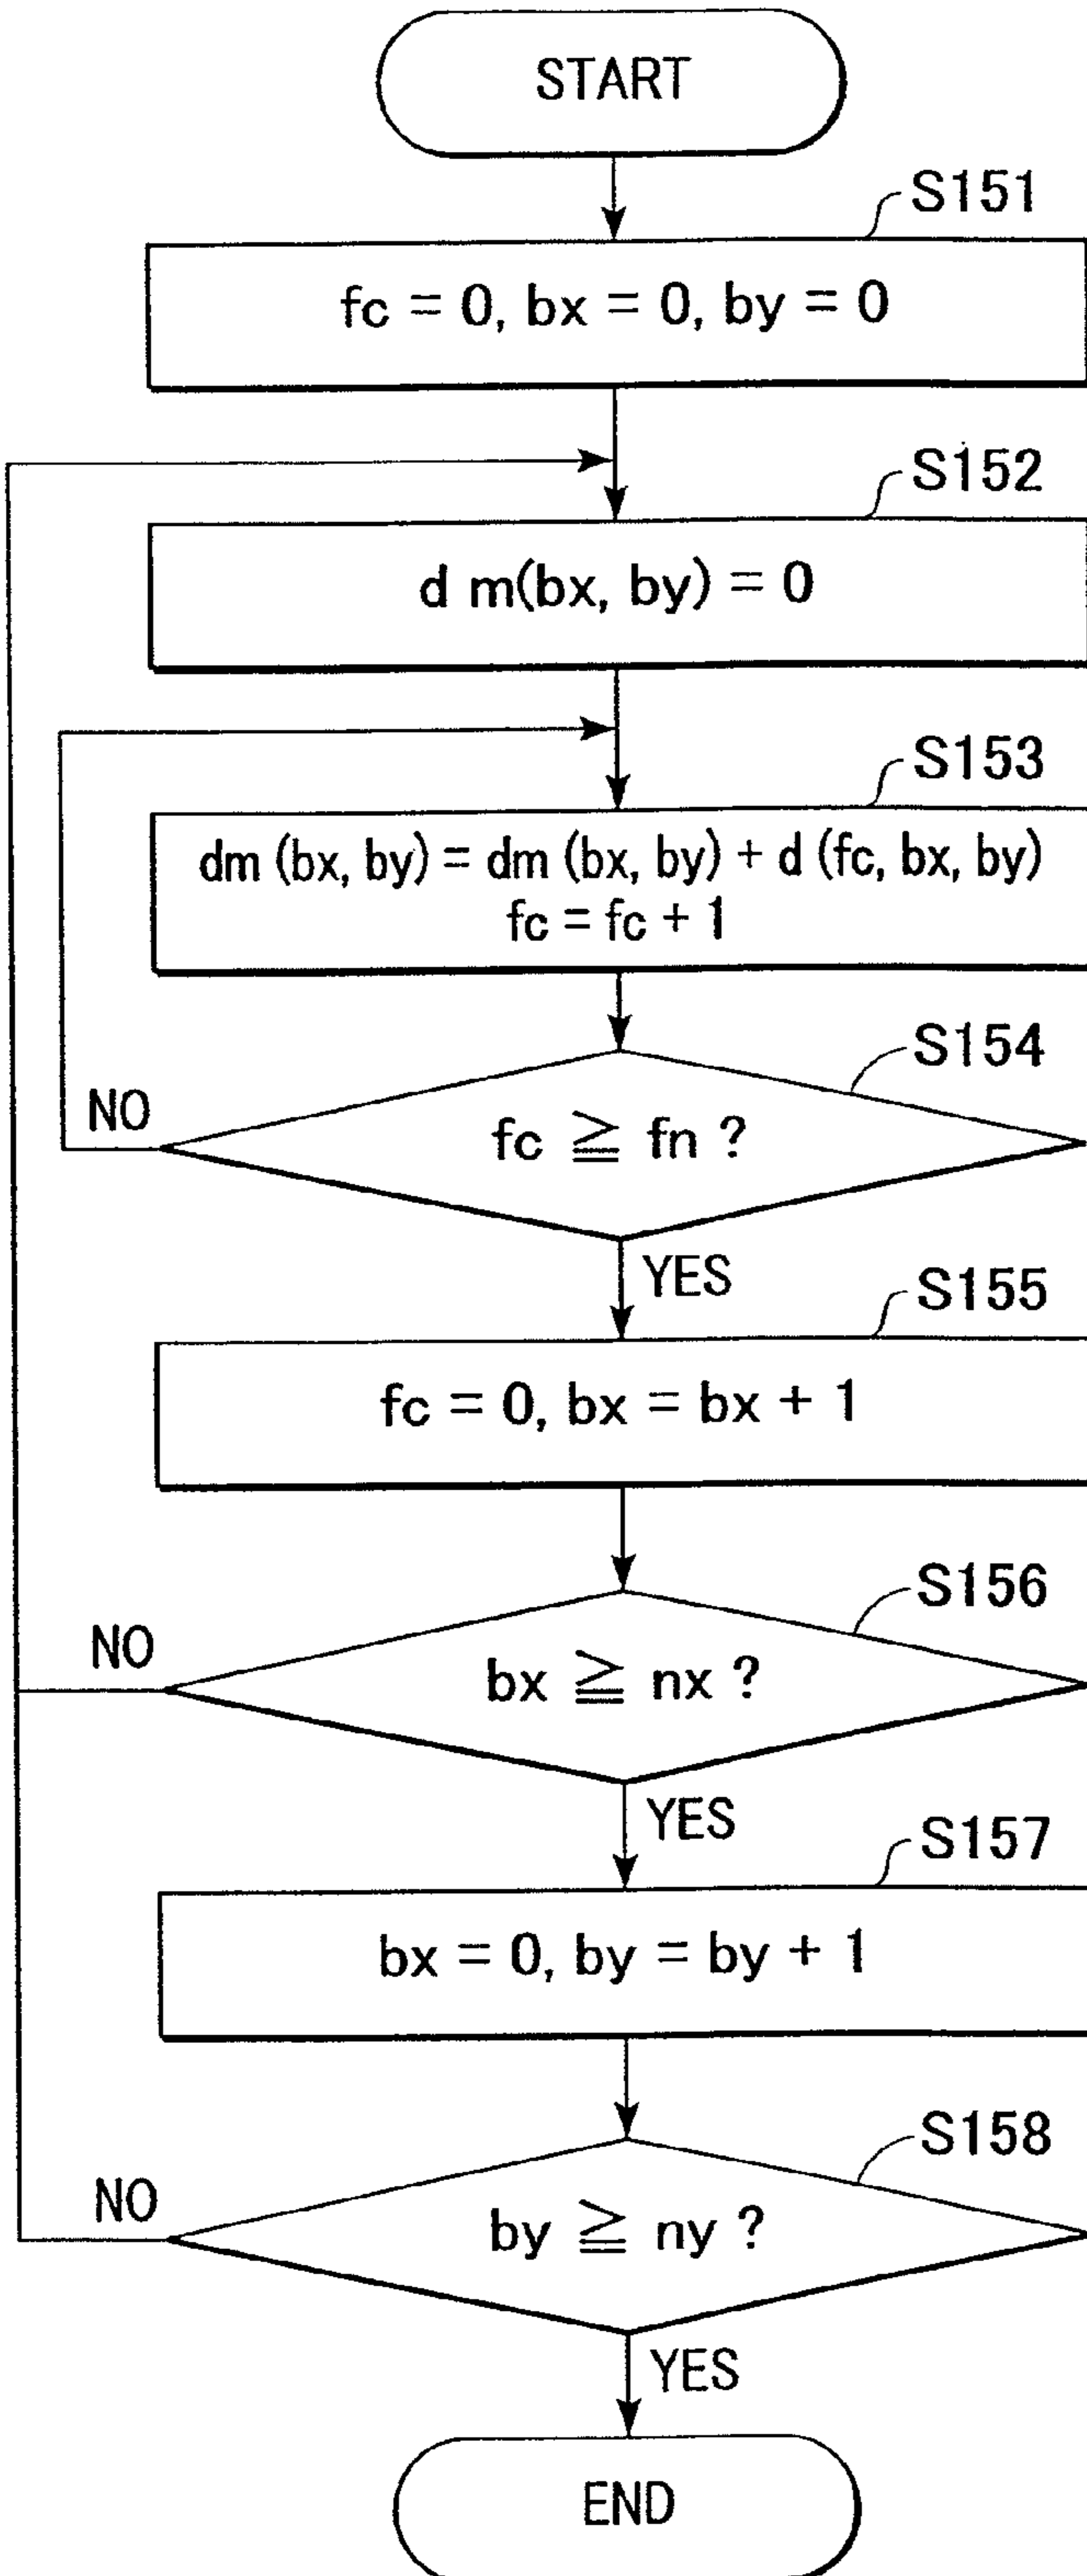 START
S151
fc = 0, bx = 0, by = 0
S152
d m(bx, by) = 0
S153
dm (bx, by) = dm (bx, by) + d (fc, bx, by)
fc = fc + 1
S154
NO
fc ≧ fn ?
YES
S155
fc = 0, bx = bx + 1
S156
NO
bx ≧ nx ?
YES
S157
bx = 0, by = by + 1
S158
NO
by ≧ ny ?
YES
END